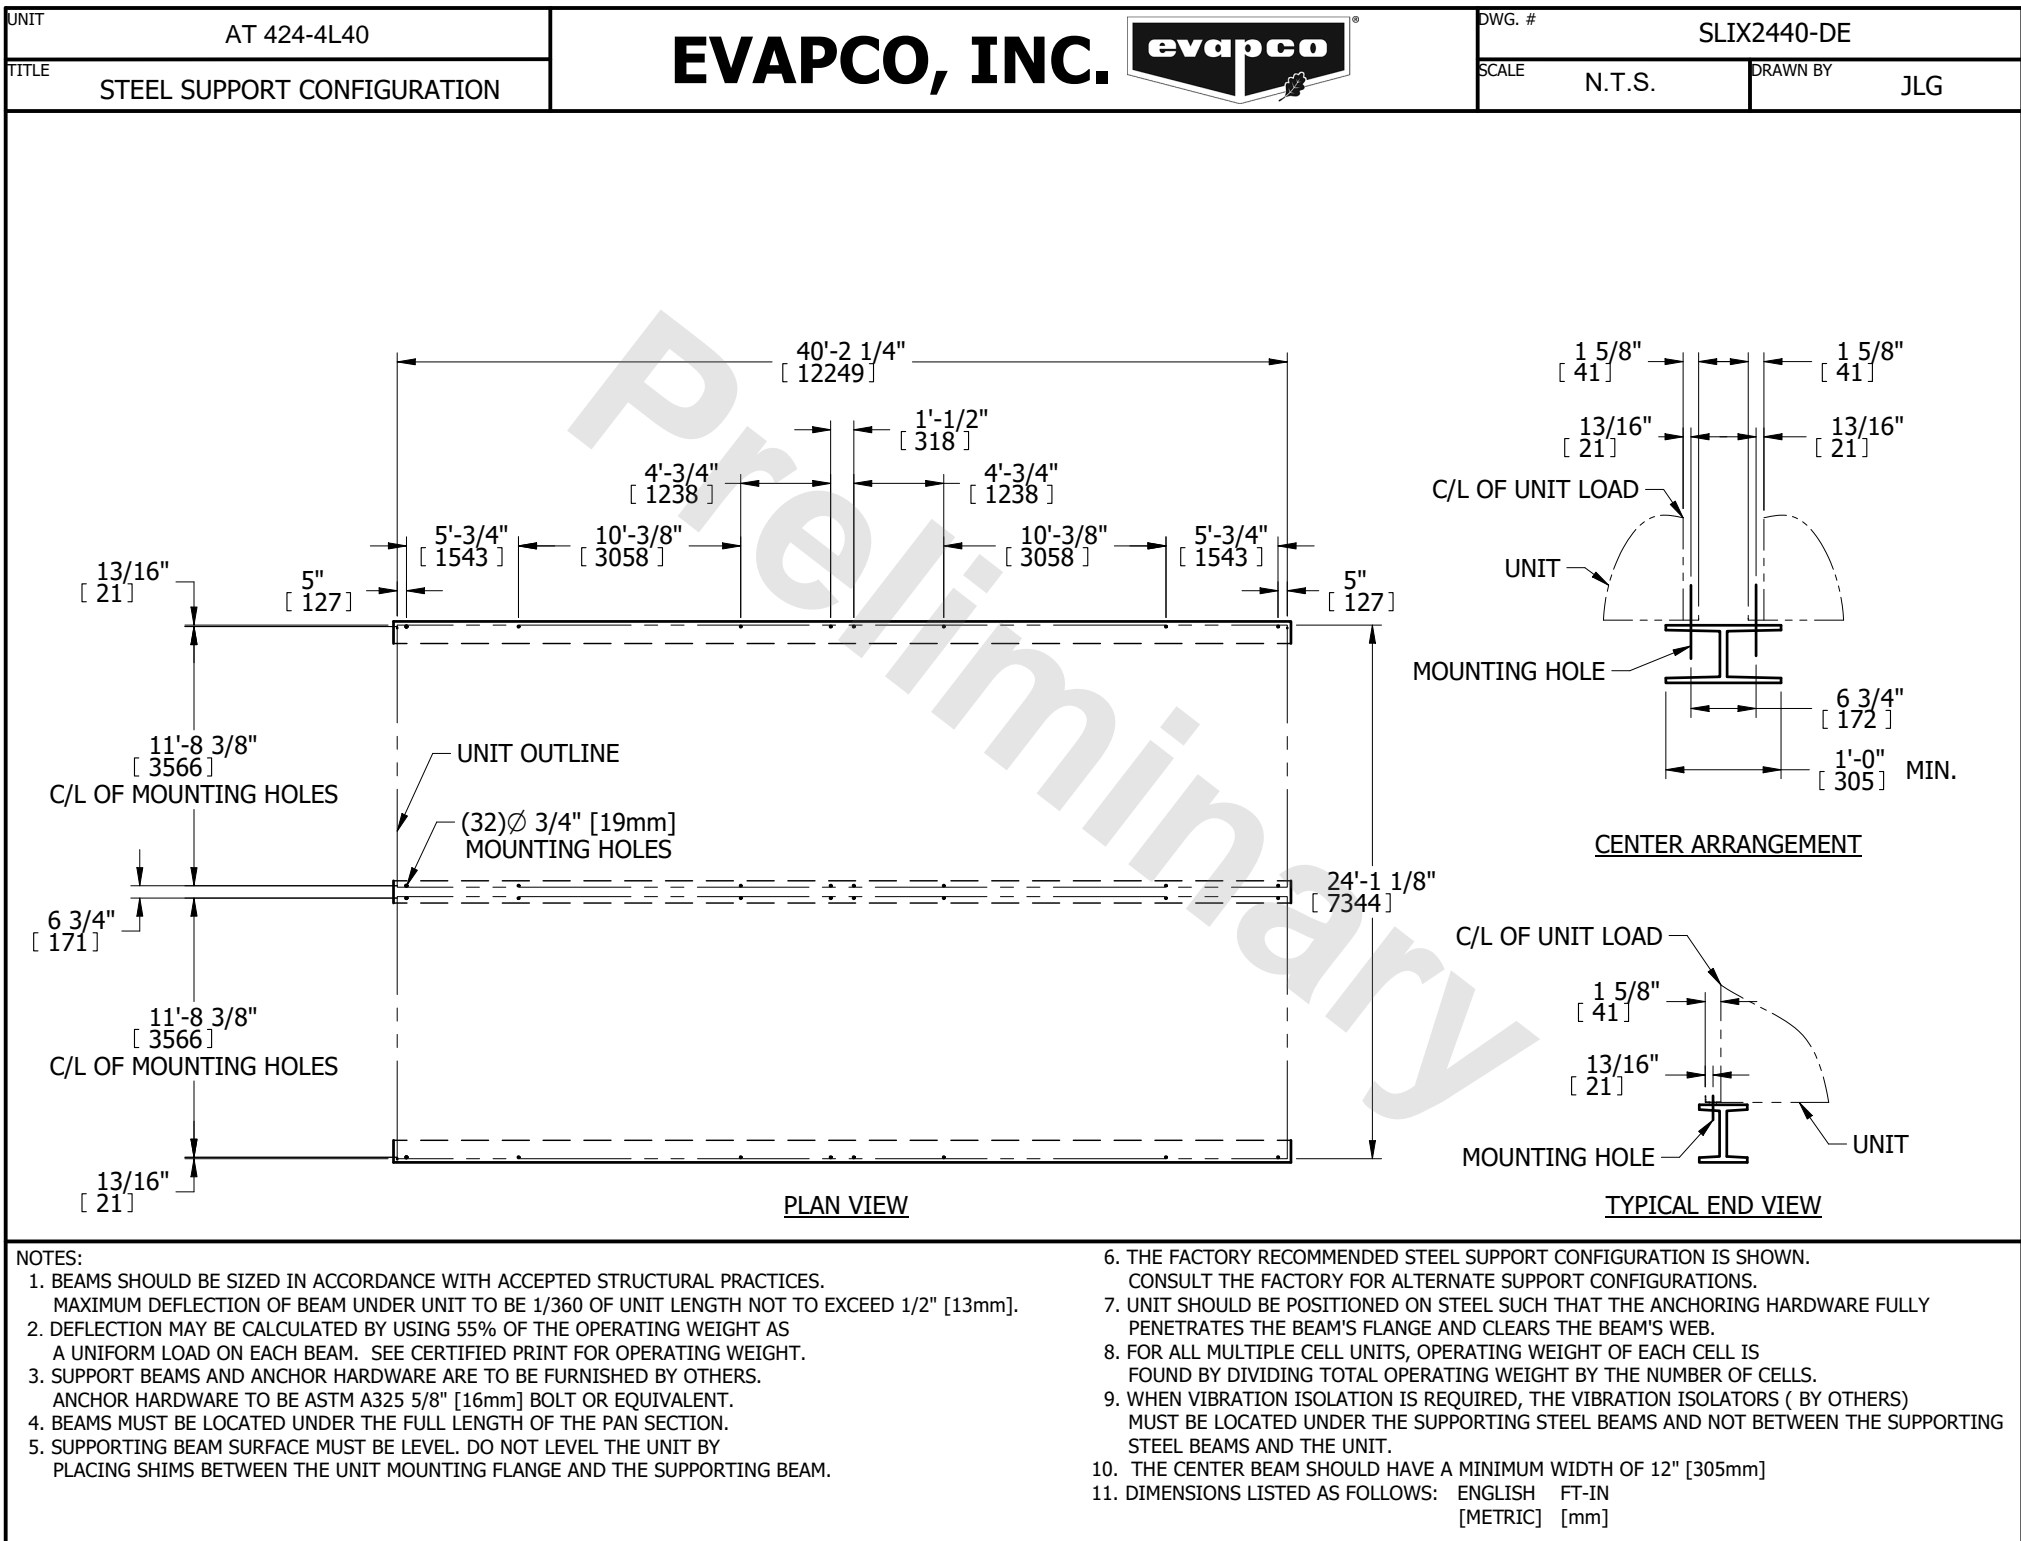 UNIT
AT 424-4L40
TITLE
STEEL SUPPORT CONFIGURATION
EVAPCO, INC.
evapco
®
DWG. #
SLIX2440-DE
SCALE
N.T.S.
DRAWN BY
JLG
Preliminary
40'-2 1/4"
[ 12249]
1'-1/2"
[ 318 ]
4'-3/4"
[ 1238 ]
4'-3/4"
[ 1238 ]
5'-3/4"
[ 1543 ]
10'-3/8"
[ 3058 ]
10'-3/8"
[ 3058 ]
5'-3/4"
[ 1543 ]
13/16"
[ 21]
5"
[ 127]
5"
[ 127]
11'-8 3/8"
[ 3566]
C/L OF MOUNTING HOLES
UNIT OUTLINE
(32)Ø 3/4" [19mm]
MOUNTING HOLES
6 3/4"
[ 171]
24'-1 1/8"
[ 7344]
11'-8 3/8"
[ 3566]
C/L OF MOUNTING HOLES
13/16"
[ 21]
PLAN VIEW
1 5/8"
[ 41]
1 5/8"
[ 41]
13/16"
[ 21]
13/16"
[ 21]
C/L OF UNIT LOAD
UNIT
MOUNTING HOLE
6 3/4"
[ 172 ]
1'-0"
[ 305] MIN.
CENTER ARRANGEMENT
C/L OF UNIT LOAD
1 5/8"
[ 41]
13/16"
[ 21]
MOUNTING HOLE
UNIT
TYPICAL END VIEW
NOTES:
1. BEAMS SHOULD BE SIZED IN ACCORDANCE WITH ACCEPTED STRUCTURAL PRACTICES.
MAXIMUM DEFLECTION OF BEAM UNDER UNIT TO BE 1/360 OF UNIT LENGTH NOT TO EXCEED 1/2" [13mm].
2. DEFLECTION MAY BE CALCULATED BY USING 55% OF THE OPERATING WEIGHT AS
A UNIFORM LOAD ON EACH BEAM. SEE CERTIFIED PRINT FOR OPERATING WEIGHT.
3. SUPPORT BEAMS AND ANCHOR HARDWARE ARE TO BE FURNISHED BY OTHERS.
ANCHOR HARDWARE TO BE ASTM A325 5/8" [16mm] BOLT OR EQUIVALENT.
4. BEAMS MUST BE LOCATED UNDER THE FULL LENGTH OF THE PAN SECTION.
5. SUPPORTING BEAM SURFACE MUST BE LEVEL. DO NOT LEVEL THE UNIT BY
PLACING SHIMS BETWEEN THE UNIT MOUNTING FLANGE AND THE SUPPORTING BEAM.
6. THE FACTORY RECOMMENDED STEEL SUPPORT CONFIGURATION IS SHOWN.
CONSULT THE FACTORY FOR ALTERNATE SUPPORT CONFIGURATIONS.
7. UNIT SHOULD BE POSITIONED ON STEEL SUCH THAT THE ANCHORING HARDWARE FULLY
PENETRATES THE BEAM'S FLANGE AND CLEARS THE BEAM'S WEB.
8. FOR ALL MULTIPLE CELL UNITS, OPERATING WEIGHT OF EACH CELL IS
FOUND BY DIVIDING TOTAL OPERATING WEIGHT BY THE NUMBER OF CELLS.
9. WHEN VIBRATION ISOLATION IS REQUIRED, THE VIBRATION ISOLATORS ( BY OTHERS)
MUST BE LOCATED UNDER THE SUPPORTING STEEL BEAMS AND NOT BETWEEN THE SUPPORTING
STEEL BEAMS AND THE UNIT.
10. THE CENTER BEAM SHOULD HAVE A MINIMUM WIDTH OF 12" [305mm]
11. DIMENSIONS LISTED AS FOLLOWS: ENGLISH FT-IN
[METRIC] [mm]